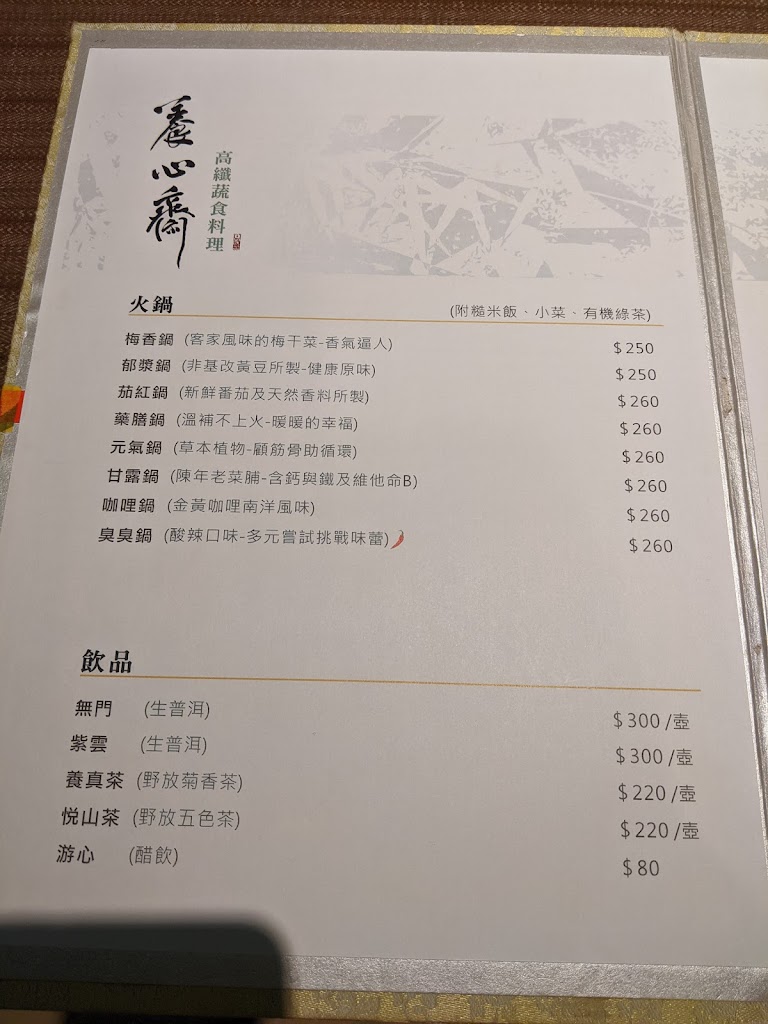 養心齋
高纖蔬食料理
火鍋 (附糙米飯、小菜、有機綠茶)
梅香鍋 (客家風味的梅干菜-香氣逼人) $250
郁漿鍋 (非基改黃豆所製-健康原味) $250
茄紅鍋 (新鮮番茄及天然香料所製) $260
藥膳鍋 (溫補不上火-暖暖的幸福) $260
元氣鍋 (草本植物-顧筋骨助循環) $260
甘露鍋 (陳年老菜脯-含鈣與鐵及維他命B) $260
咖哩鍋 (金黃咖哩南洋風味) $260
臭臭鍋 (酸辣口味-多元嘗試挑戰味蕾) $260
飲品
無門 (生普洱) $300 /壺
紫雲 (生普洱) $300 /壺
養真茶 (野放菊香茶) $220 /壺
悅山茶 (野放五色茶) $220 /壺
游心 (醋飲) $80